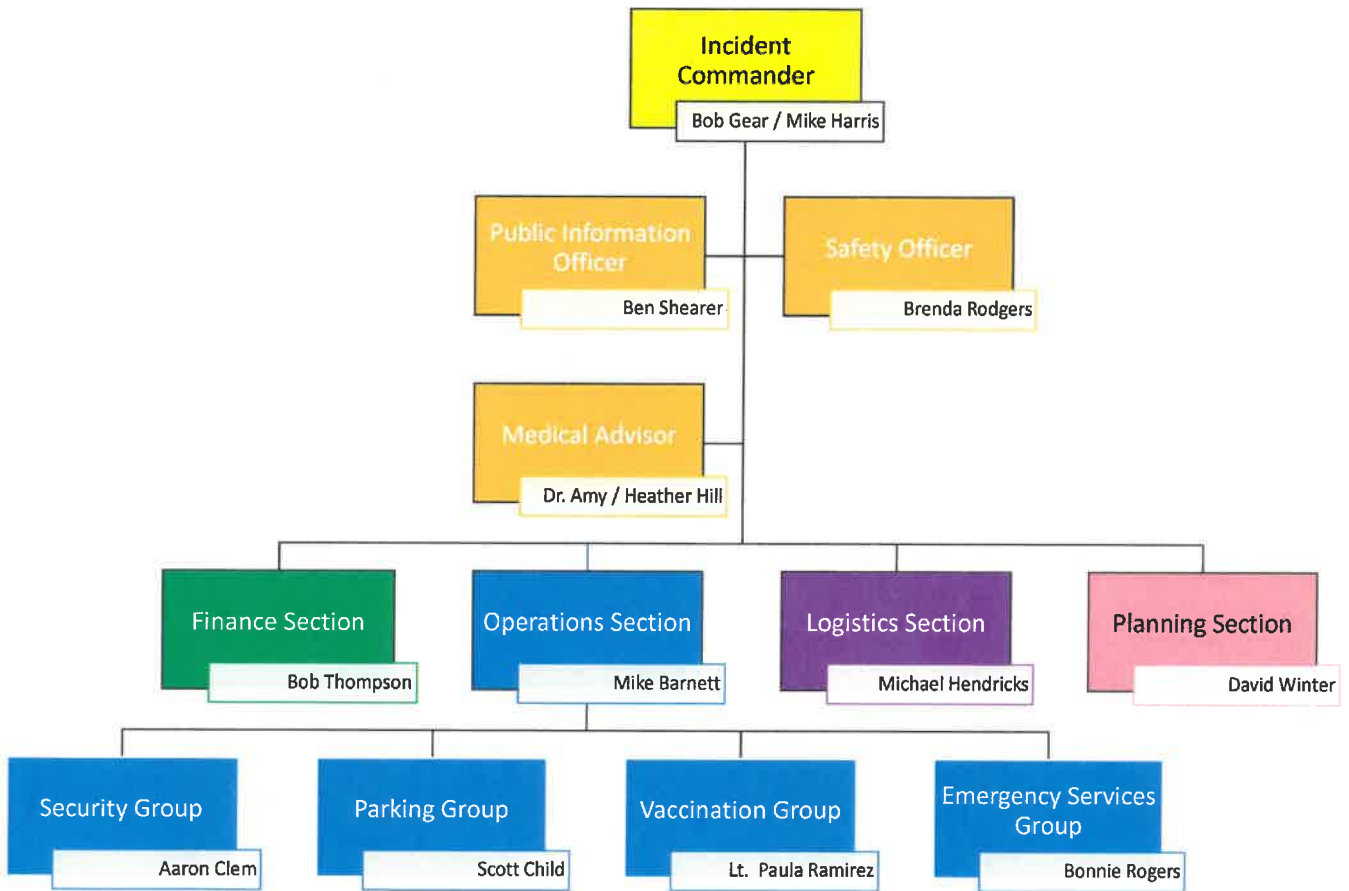 Incident
Commander
Bob Gear / Mike Harris
Public Information
Officer
Ben Shearer
Safety Officer
Brenda Rodgers
Medical Advisor
Dr. Amy / Heather Hill
Finance Section
Bob Thompson
Operations Section
Mike Barnett
Logistics Section
Michael Hendricks
Planning Section
David Winter
Security Group
Aaron Clem
Parking Group
Scott Child
Vaccination Group
Lt. Paula Ramirez
Emergency Services
Group
Bonnie Rogers